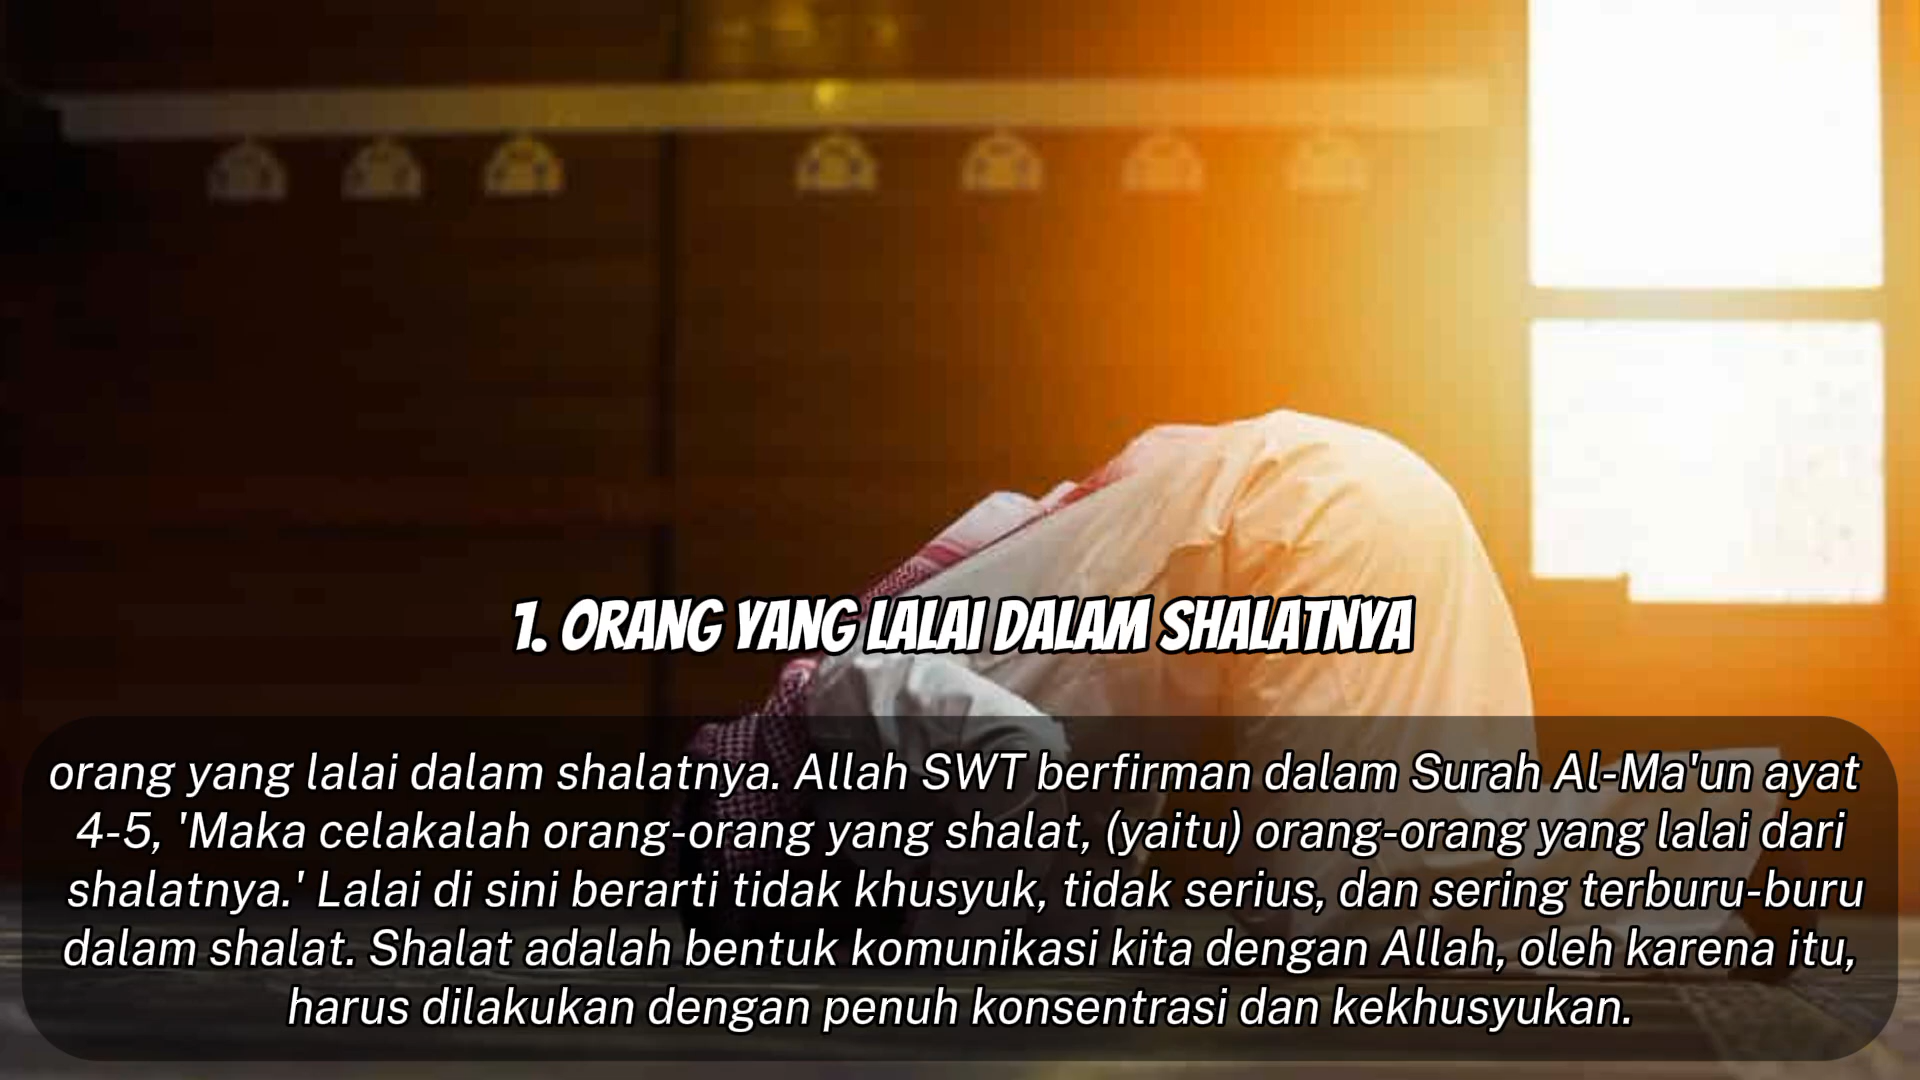 1. ORANG YANG LALAI DALAM SHALATNYA
orang yang lalai dalam shalatnya. Allah SWT berfirman dalam Surah Al-Ma'un ayat
4-5, 'Maka celakalah orang-orang yang shalat, (yaitu) orang-orang yang lalai dari
shalatnya.' Lalai di sini berarti tidak khusyuk, tidak serius, dan sering terburu-buru
dalam shalat. Shalat adalah bentuk komunikasi kita dengan Allah, oleh karena itu,
harus dilakukan dengan penuh konsentrasi dan kekhusyukan.